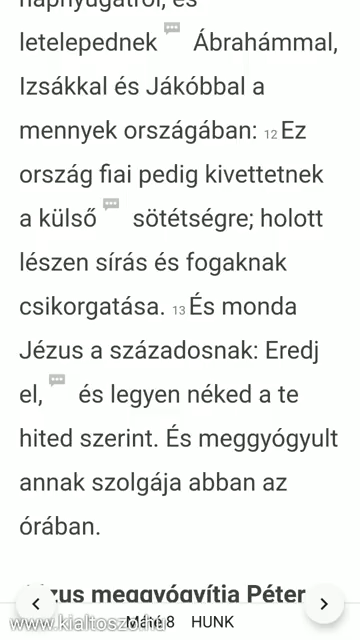 napnyugatról, és
letelepednek Ábrahámmal,
Izsákkal és Jákóbbal a
mennyek országában: 12 Ez
ország fiai pedig kivettetnek
a külső sötétségre; holott
lészen sírás és fogaknak
csikorgatása. 13 És monda
Jézus a századosnak: Eredj
el, és legyen néked a te
hited szerint. És meggyógyult
annak szolgája abban az
órában.
Jézus meggyógyítja Péter
Máté 8 HUNK
www.kialtoszo.hu